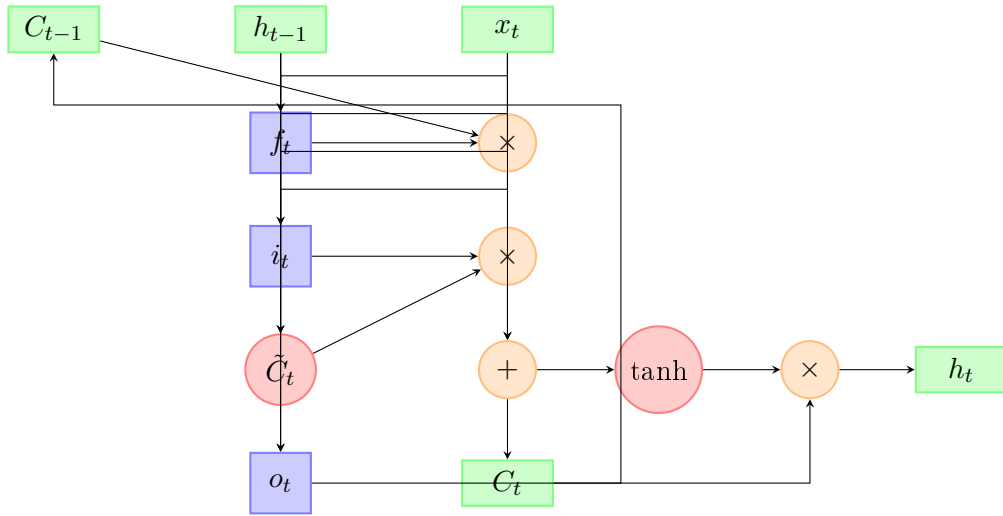 C_{t−1} h_{t−1} x_t
f_t ×
i_t ×
C̃_t + tanh × h_t
o_t C_t